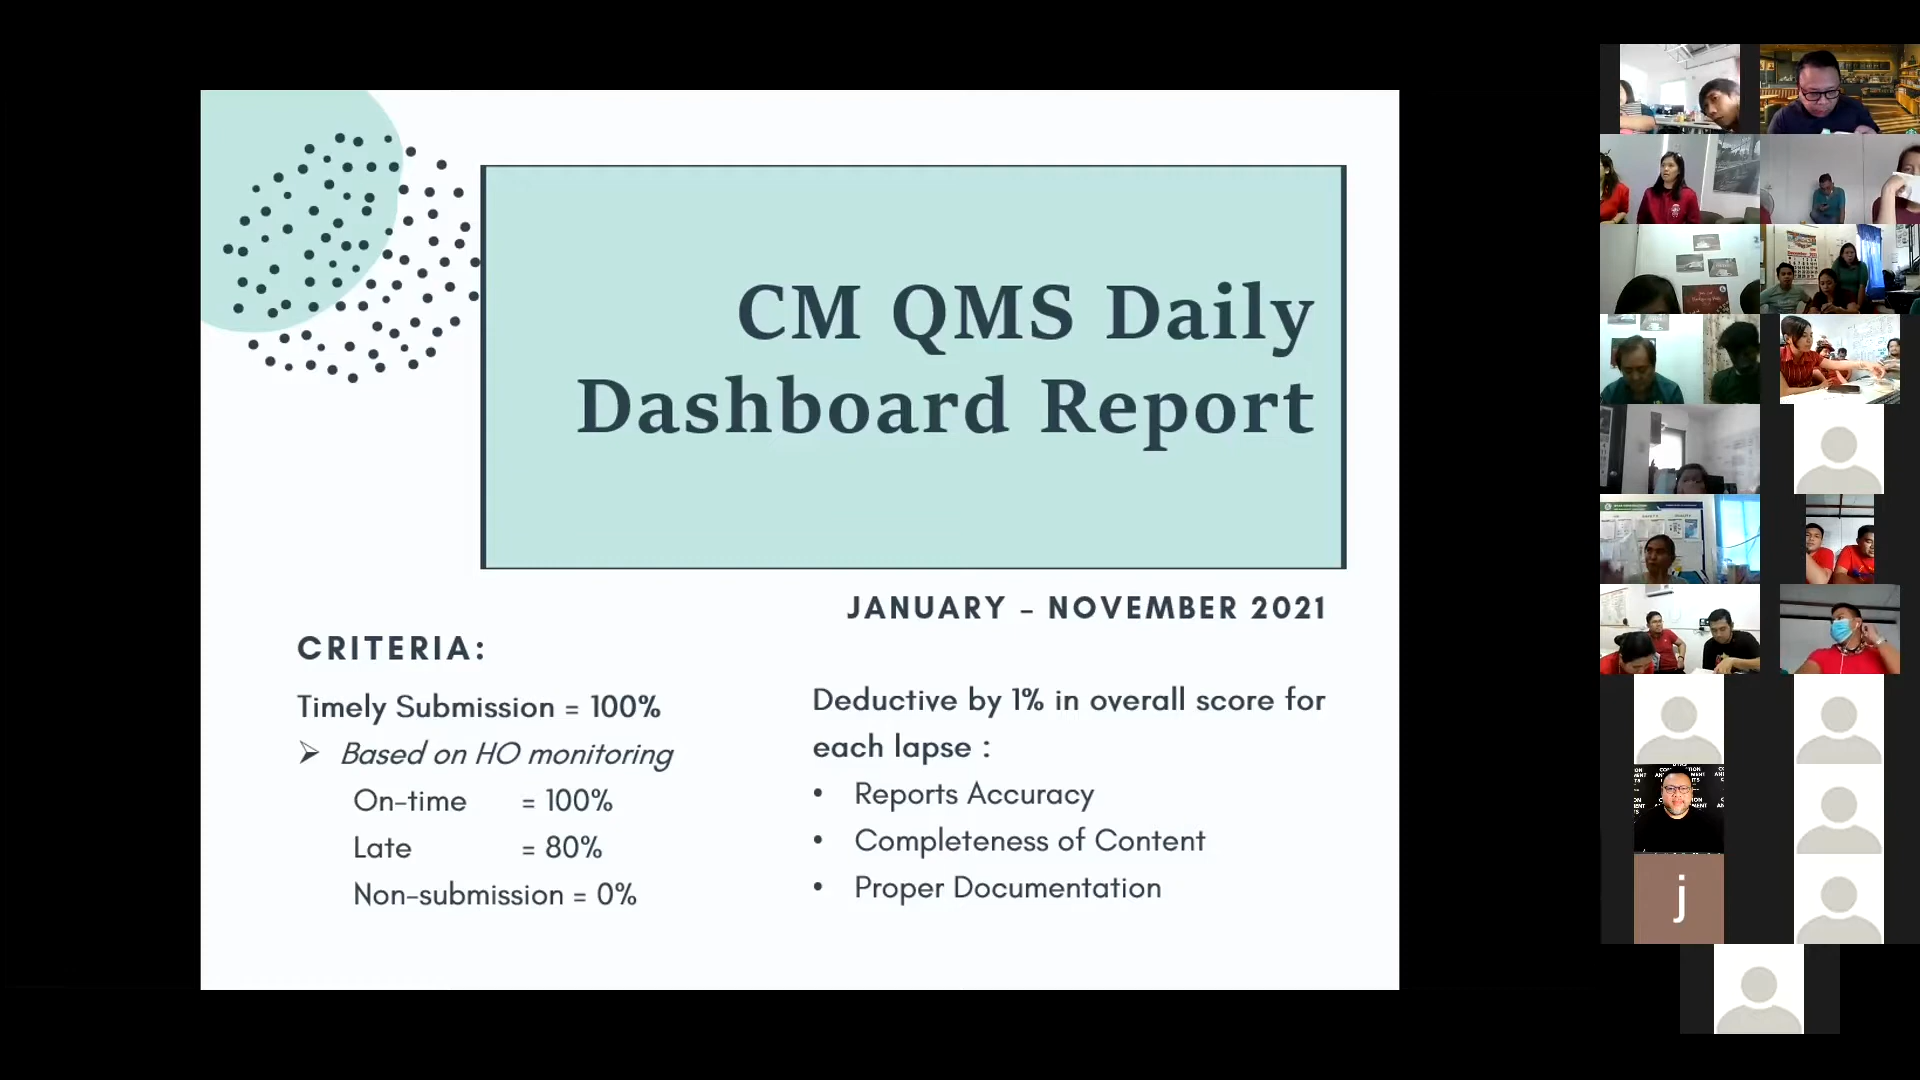 CM QMS Daily
Dashboard Report
JANUARY – NOVEMBER 2021
CRITERIA:
Timely Submission = 100%
➢ Based on HO monitoring
On-time = 100%
Late = 80%
Non-submission = 0%
Deductive by 1% in overall score for
each lapse :
• Reports Accuracy
• Completeness of Content
• Proper Documentation
j